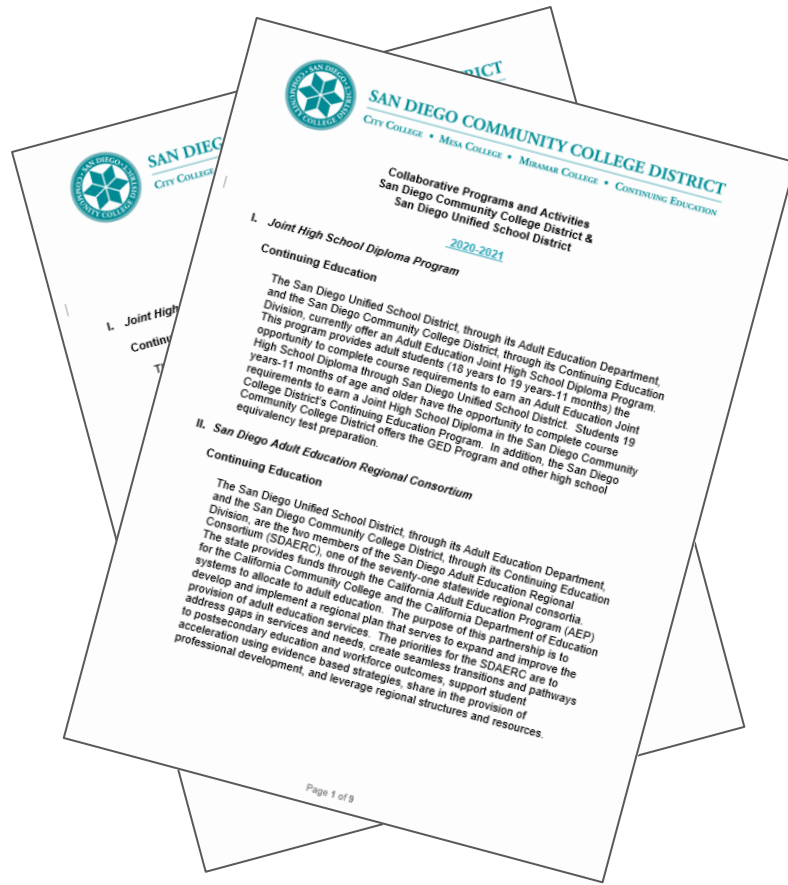 SAN DIEGO COMMUNITY COLLEGE DISTRICT
CITY COLLEGE • MESA COLLEGE • MIRAMAR COLLEGE • CONTINUING EDUCATION
Collaborative Programs and Activities
San Diego Community College District &
San Diego Unified School District
2020-2021
I. Joint High School Diploma Program
Continuing Education
The San Diego Unified School District, through its Adult Education Department,
and the San Diego Community College District, through its Continuing Education
Division, currently offer an Adult Education Joint High School Diploma Program.
This program provides adult students (18 years to 19 years-11 months) the
opportunity to complete course requirements to earn an Adult Education Joint
High School Diploma through San Diego Unified School District. Students 19
years-11 months of age and older have the opportunity to complete course
requirements to earn a Joint High School Diploma in the San Diego Community
College District's Continuing Education Program. In addition, the San Diego
Community College District offers the GED Program and other high school
equivalency test preparation.
II. San Diego Adult Education Regional Consortium
Continuing Education
The San Diego Unified School District, through its Adult Education Department,
and the San Diego Community College District, through its Continuing Education
Division, are the two members of the San Diego Adult Education Regional
Consortium (SDAERC), one of the seventy-one statewide regional consortia.
The state provides funds through the California Adult Education Program (AEP)
for the California Community College and the California Department of Education
systems to allocate to adult education. The purpose of this partnership is to
develop and implement a regional plan that serves to expand and improve the
provision of adult education services. The priorities for the SDAERC are to
address gaps in services and needs, create seamless transitions and pathways
to postsecondary education and workforce outcomes, support student
acceleration using evidence based strategies, share in the provision of
professional development, and leverage regional structures and resources.
Page 1 of 9
SAN DIEGO COMMUNITY COLLEGE DISTRICT
SAN DIEG
RICT
CITY COLLEGE
SAN DIEGO COMMUNITY COLLEGE DISTRICT
I. Joint High
Continu
Th